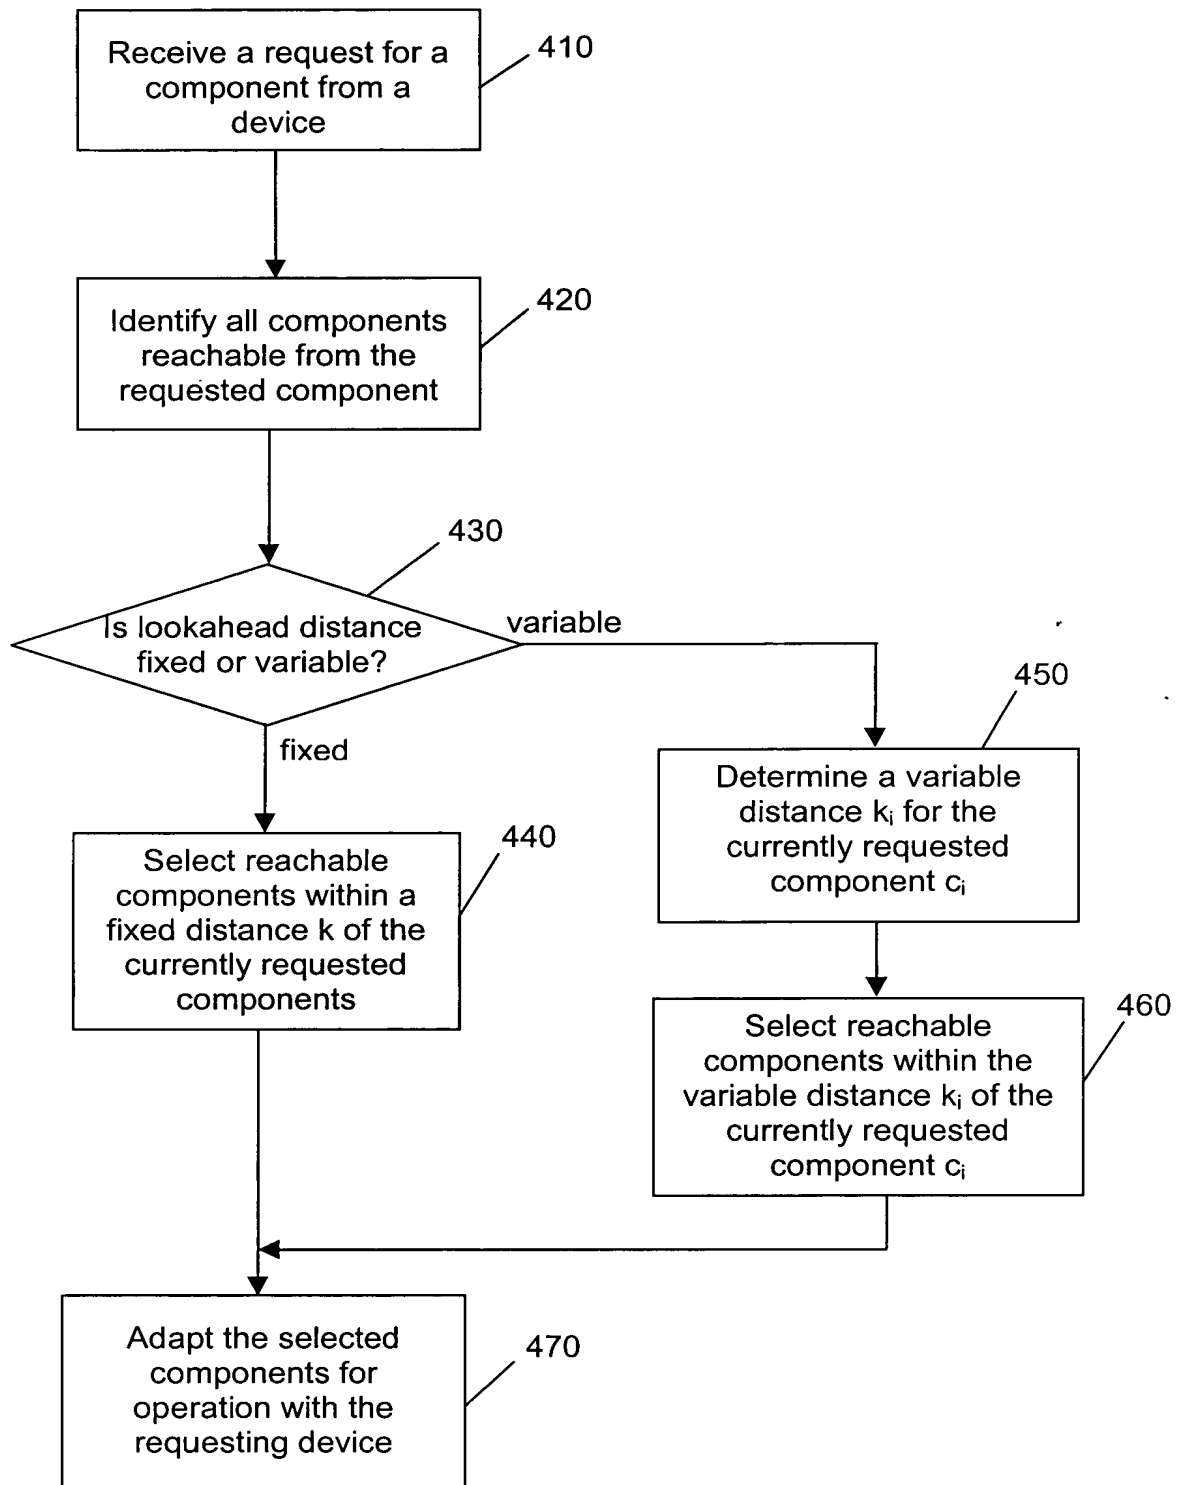 Receive a request for a
component from a
device
410
Identify all components
reachable from the
requested component
420
430
Is lookahead distance
fixed or variable?
variable
fixed
450
Determine a variable
distance kᵢ for the
currently requested
component cᵢ
440
Select reachable
components within a
fixed distance k of the
currently requested
components
460
Select reachable
components within the
variable distance kᵢ of the
currently requested
component cᵢ
Adapt the selected
components for
operation with the
requesting device
470